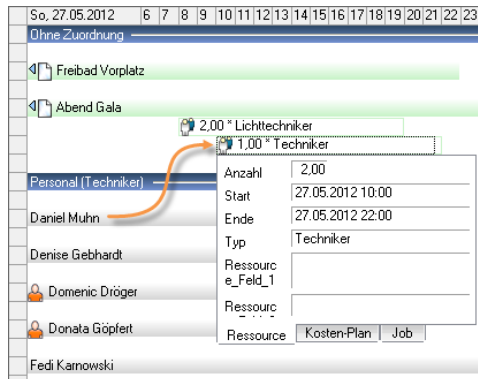 So, 27.05.2012 6 7 8 9 10 11 12 13 14 15 16 17 18 19 20 21 22 23
Ohne Zuordnung
Freibad Vorplatz
Abend Gala
2,00 * Lichttechniker
1,00 * Techniker
Anzahl 2,00
Personal (Techniker)
Start 27.05.2012 10:00
Daniel Muhn
Ende 27.05.2012 22:00
Typ Techniker
Denise Gebhardt
Ressourc
e_Feld_1
Domenic Dröger
Ressourc
Donata Göpfert
Ressource Kosten-Plan Job
Fedi Karnowski